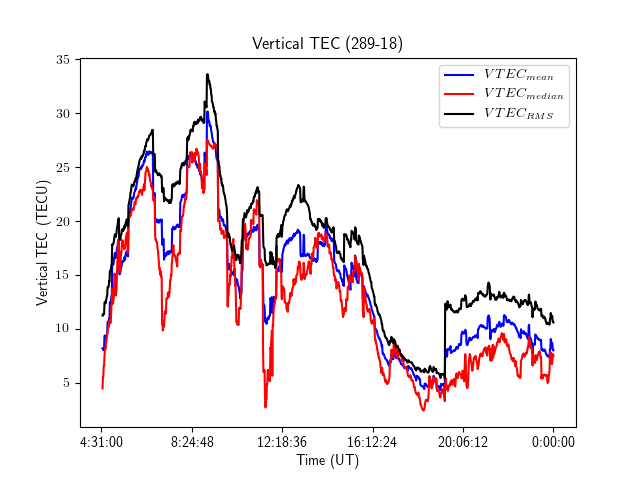 Vertical TEC (289-18)
VTEC_mean
VTEC_median
VTEC_RMS
Vertical TEC (TECU)
35
30
25
20
15
10
5
4:31:00 8:24:48 12:18:36 16:12:24 20:06:12 0:00:00
Time (UT)